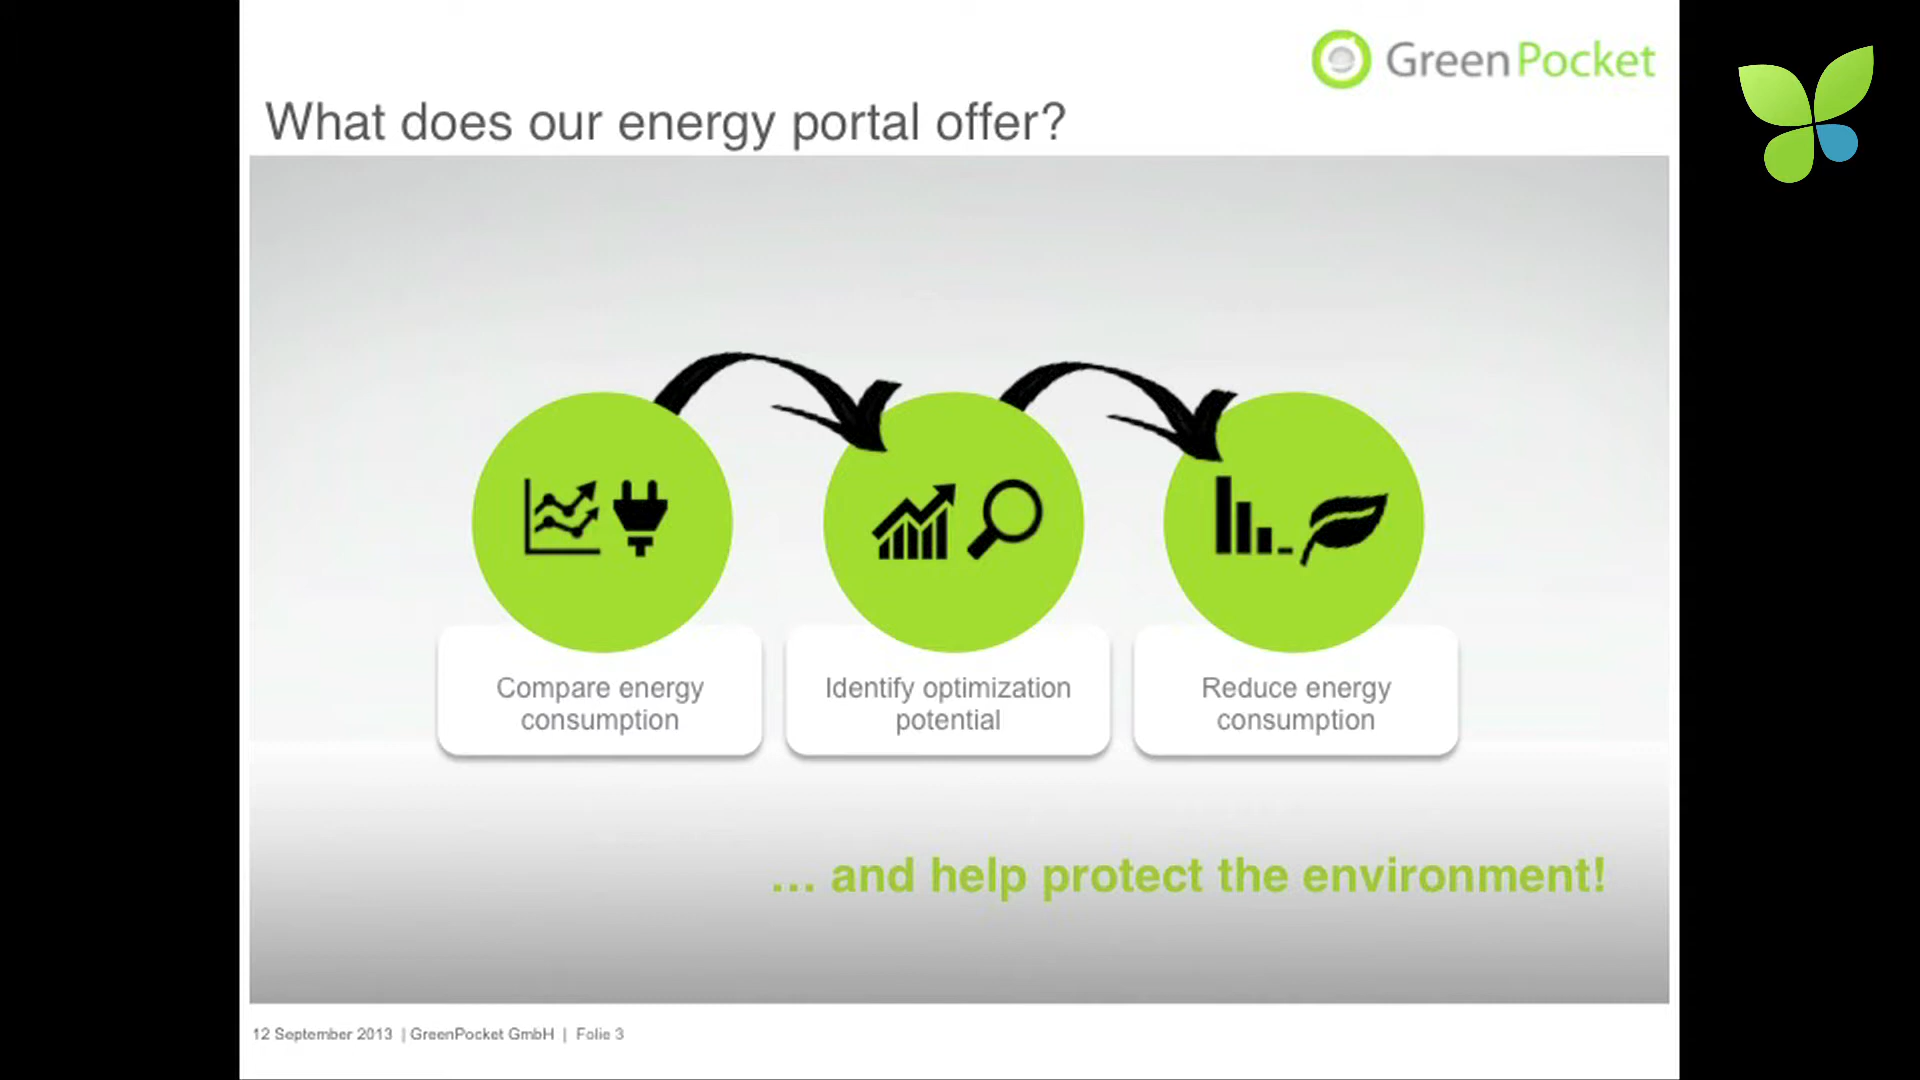 GreenPocket
What does our energy portal offer?
Compare energy
consumption
Identify optimization
potential
Reduce energy
consumption
... and help protect the environment!
12 September 2013 | GreenPocket GmbH | Folie 3